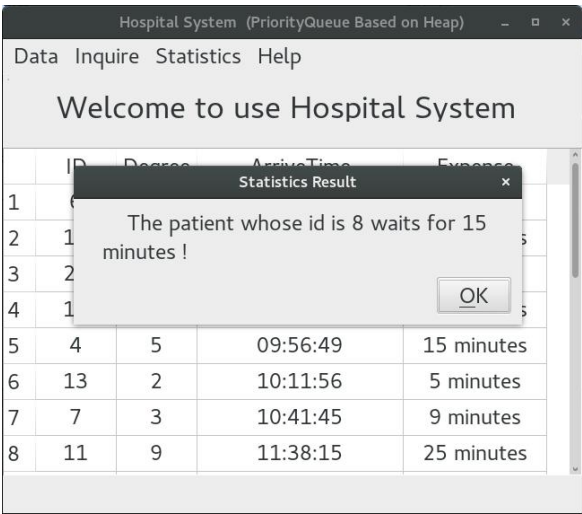 Hospital System (PriorityQueue Based on Heap)
Data Inquire Statistics Help
Welcome to use Hospital System
Statistics Result
The patient whose id is 8 waits for 15
minutes !
OK
1
2 1
3 2
4 1
5 4 5 09:56:49 15 minutes
6 13 2 10:11:56 5 minutes
7 7 3 10:41:45 9 minutes
8 11 9 11:38:15 25 minutes